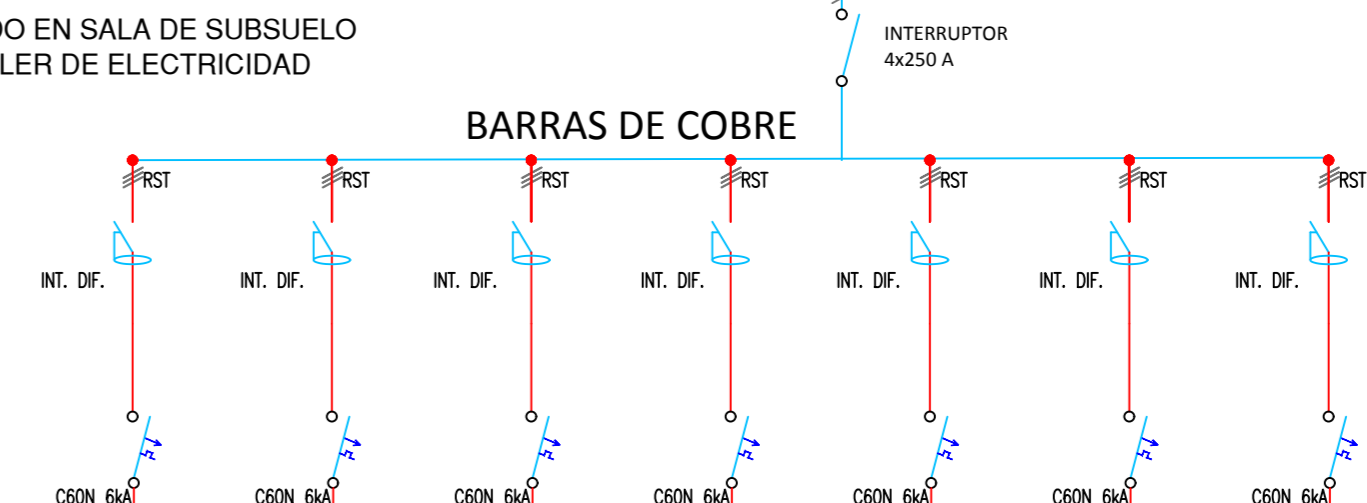 EN SALA DE SUBSUELO
DE ELECTRICIDAD
INTERRUPTOR
4x250 A
BARRAS DE COBRE
RST RST RST RST RST RST RST
INT. DIF. INT. DIF. INT. DIF. INT. DIF. INT. DIF. INT. DIF. INT. DIF.
C60N 6kA C60N 6kA C60N 6kA C60N 6kA C60N 6kA C60N 6kA C60N 6kA